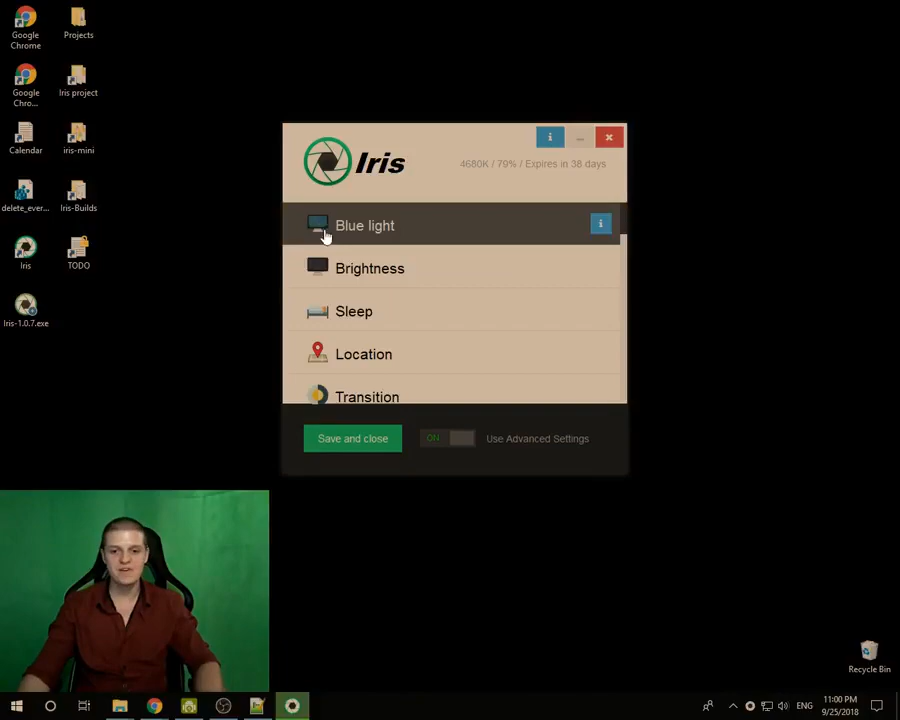 Google
Chrome
Projects
Google
Chro...
Iris project
Calendar
iris-mini
delete_ever...
Iris-Builds
Iris
TODO
Iris-1.0.7.exe
Iris
4680K / 79% / Expires in 38 days
Blue light
Brightness
Sleep
Location
Transition
Save and close
ON
Use Advanced Settings
Recycle Bin
ENG
11:00 PM
9/25/2018